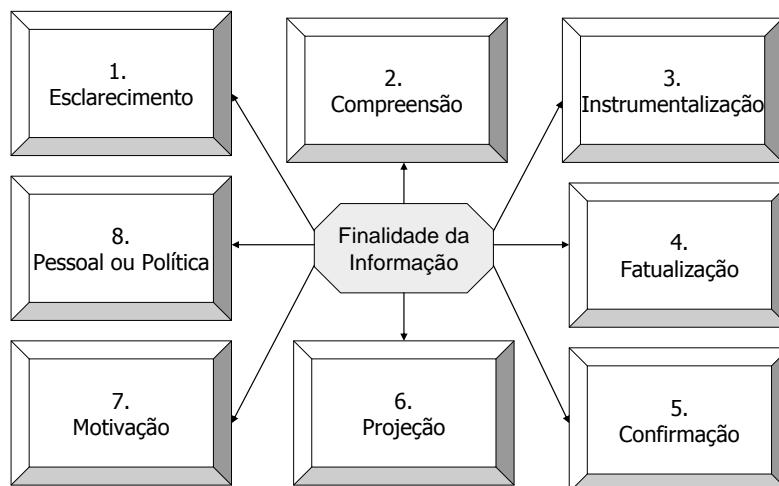 1.
Esclarecimento
2.
Compreensão
3.
Instrumentalização
8.
Pessoal ou Política
Finalidade da
Informação
4.
Fatualização
7.
Motivação
6.
Projeção
5.
Confirmação